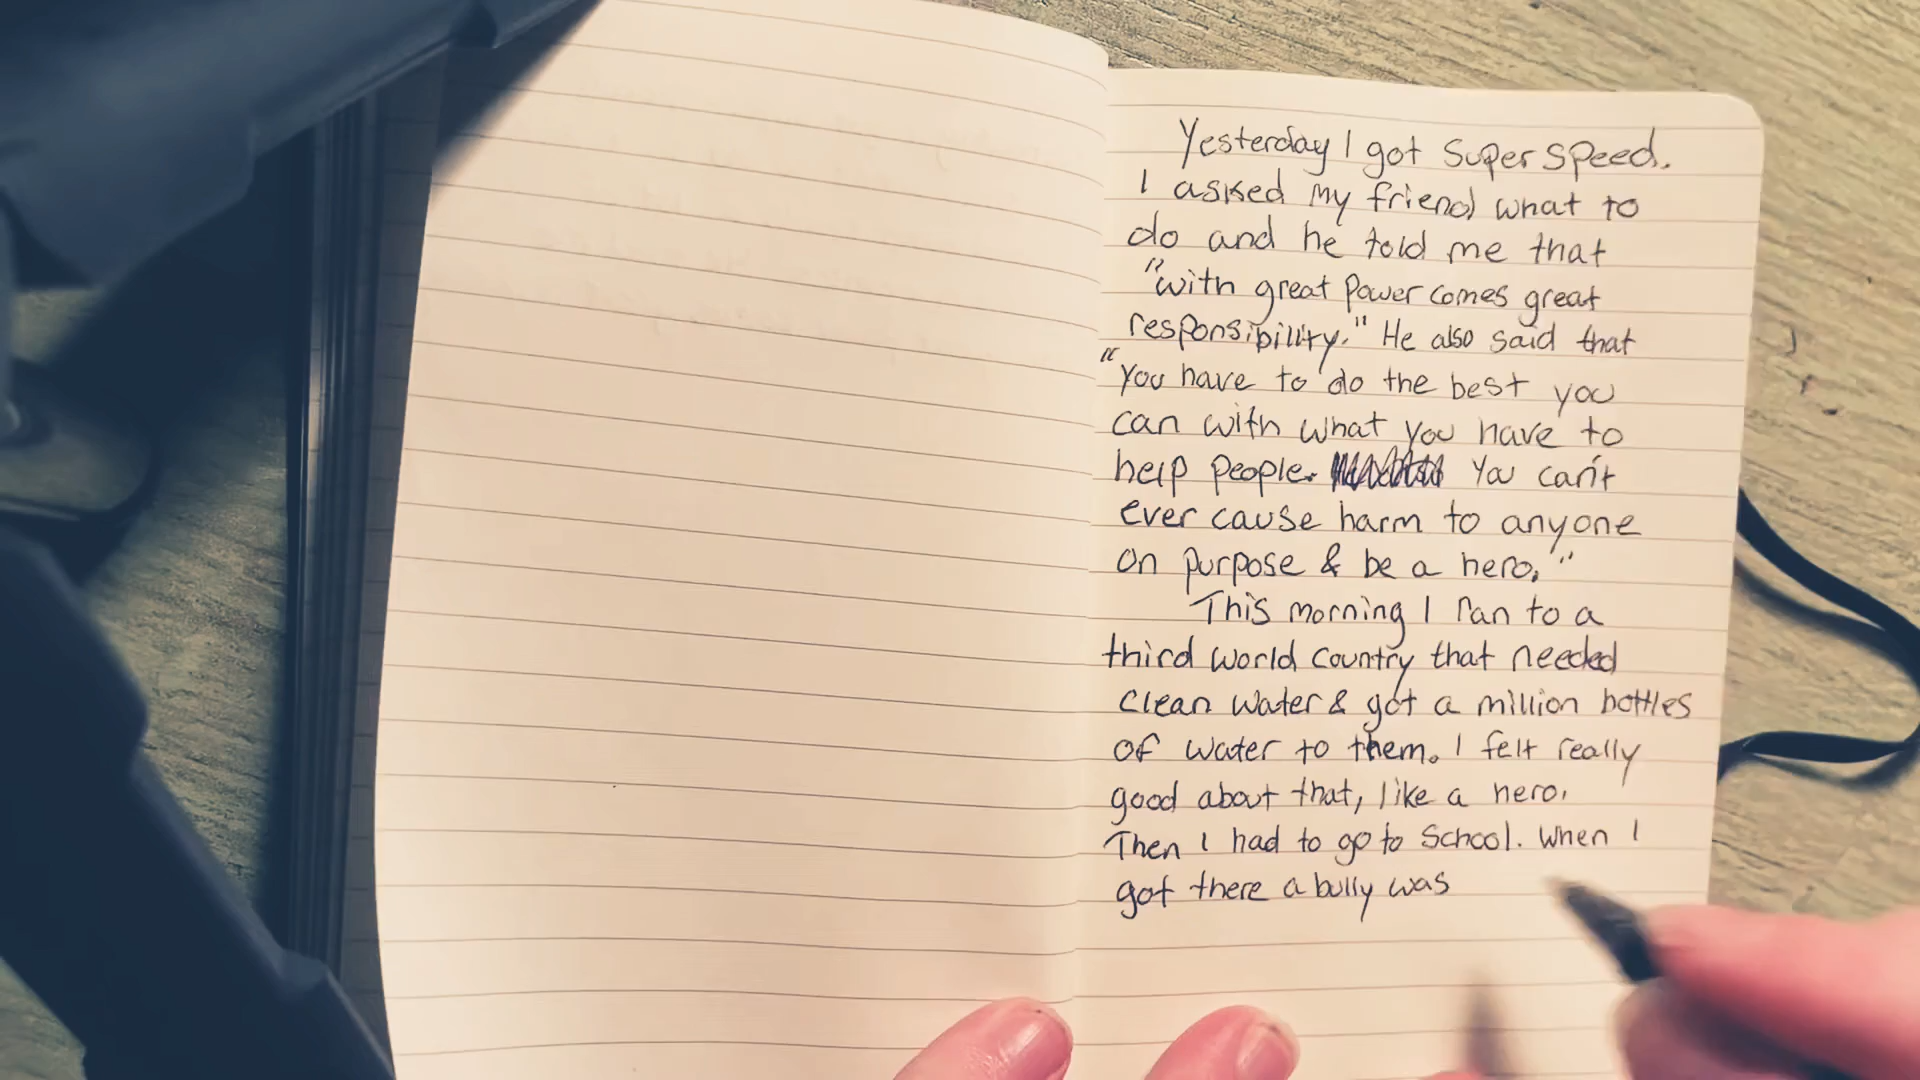 Yesterday I got Super Speed.
I asked my friend what to
do and he told me that
"with great power comes great
responsibility." He also said that
"You have to do the best you
can with what you have to
help people. You can't
ever cause harm to anyone
on purpose & be a hero."
This morning I ran to a
third world country that needed
clean water & got a million bottles
of water to them. I felt really
good about that, like a hero.
Then I had to go to School. When I
got there a bully was